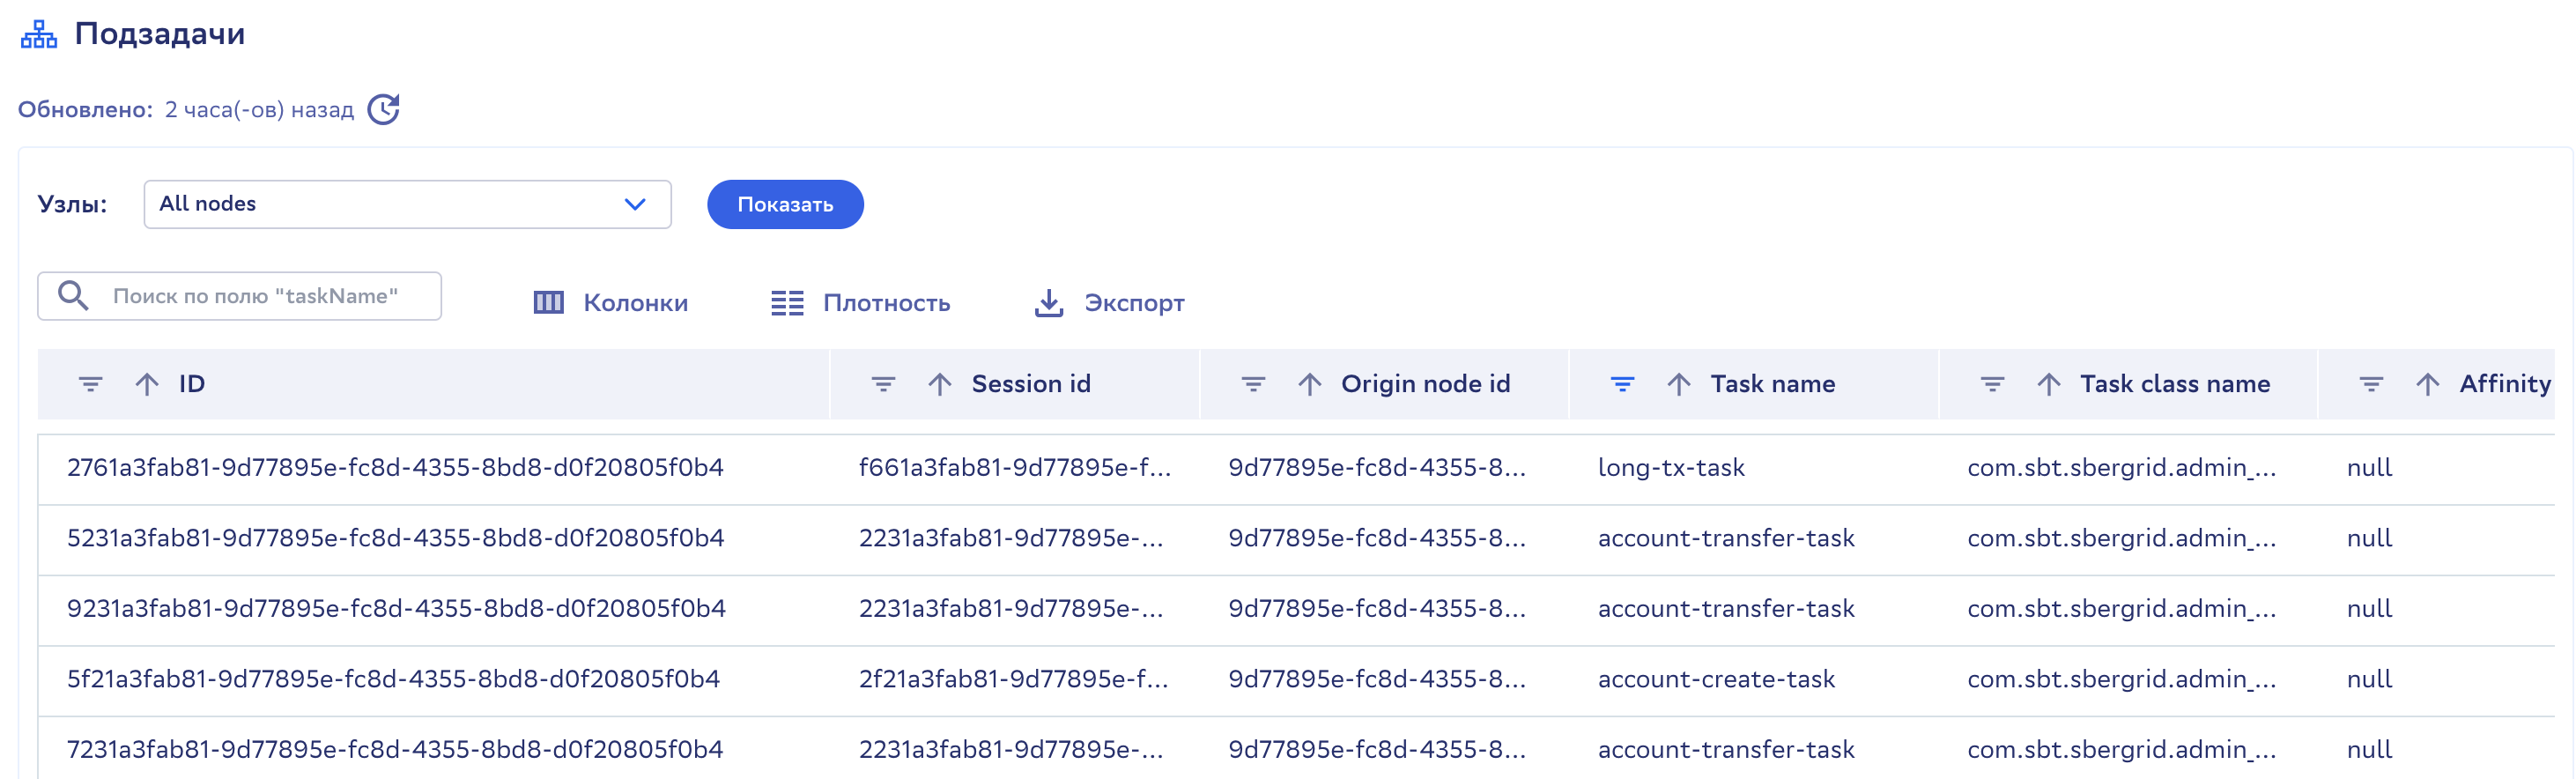 Подзадачи
Обновлено: 2 часа(-ов) назад
Узлы: All nodes Показать
Поиск по полю "taskName" Колонки Плотность Экспорт
ID Session id Origin node id Task name Task class name Affinity
2761a3fab81-9d77895e-fc8d-4355-8bd8-d0f20805f0b4 f661a3fab81-9d77895e-f... 9d77895e-fc8d-4355-8... long-tx-task com.sbt.sbergrid.admin_... null
5231a3fab81-9d77895e-fc8d-4355-8bd8-d0f20805f0b4 2231a3fab81-9d77895e-... 9d77895e-fc8d-4355-8... account-transfer-task com.sbt.sbergrid.admin_... null
9231a3fab81-9d77895e-fc8d-4355-8bd8-d0f20805f0b4 2231a3fab81-9d77895e-... 9d77895e-fc8d-4355-8... account-transfer-task com.sbt.sbergrid.admin_... null
5f21a3fab81-9d77895e-fc8d-4355-8bd8-d0f20805f0b4 2f21a3fab81-9d77895e-f... 9d77895e-fc8d-4355-8... account-create-task com.sbt.sbergrid.admin_... null
7231a3fab81-9d77895e-fc8d-4355-8bd8-d0f20805f0b4 2231a3fab81-9d77895e-... 9d77895e-fc8d-4355-8... account-transfer-task com.sbt.sbergrid.admin_... null